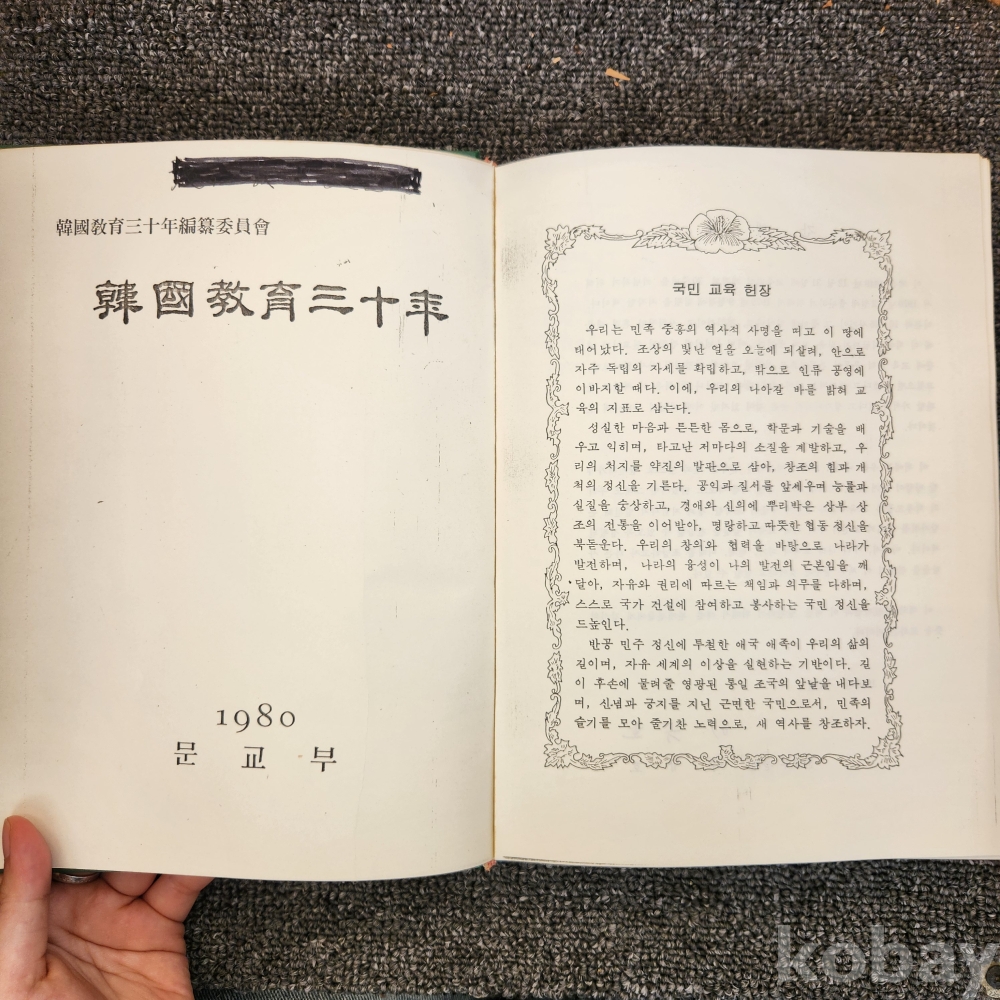 韓國敎育三十年編纂委員會
韓國敎育三十年
1980
문교부
국민 교육 헌장
우리는 민족 중흥의 역사적 사명을 띠고 이 땅에
태어났다. 조상의 빛난 얼을 오늘에 되살려, 안으로
자주 독립의 자세를 확립하고, 밖으로 인류 공영에
이바지할 때다. 이에, 우리의 나아갈 바를 밝혀 교
육의 지표로 삼는다.
성실한 마음과 튼튼한 몸으로, 학문과 기술을 배
우고 익히며, 타고난 저마다의 소질을 계발하고, 우
리의 처지를 약진의 발판으로 삼아, 창조의 힘과 개
척의 정신을 기른다. 공익과 질서를 앞세우며 능률과
실질을 숭상하고, 경애와 신의에 뿌리박은 상부 상
조의 전통을 이어받아, 명랑하고 따뜻한 협동 정신을
북돋운다. 우리의 창의와 협력을 바탕으로 나라가
발전하며, 나라의 융성이 나의 발전의 근본임을 깨
달아, 자유와 권리에 따르는 책임과 의무를 다하며,
스스로 국가 건설에 참여하고 봉사하는 국민 정신을
드높인다.
반공 민주 정신에 투철한 애국 애족이 우리의 삶의
길이며, 자유 세계의 이상을 실현하는 기반이다. 길
이 후손에 물려줄 영광된 통일 조국의 앞날을 내다보
며, 신념과 긍지를 지닌 근면한 국민으로서, 민족의
슬기를 모아 줄기찬 노력으로, 새 역사를 창조하자.
kobay